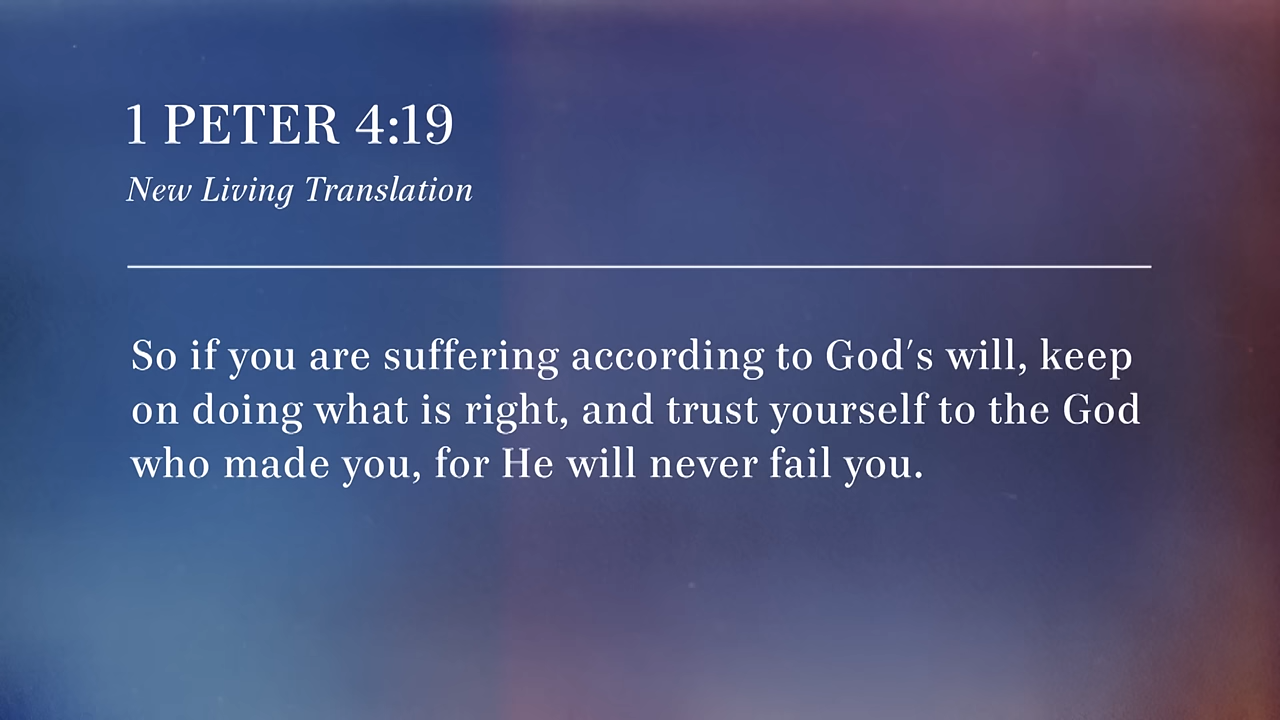 1 PETER 4:19
New Living Translation
So if you are suffering according to God's will, keep
on doing what is right, and trust yourself to the God
who made you, for He will never fail you.